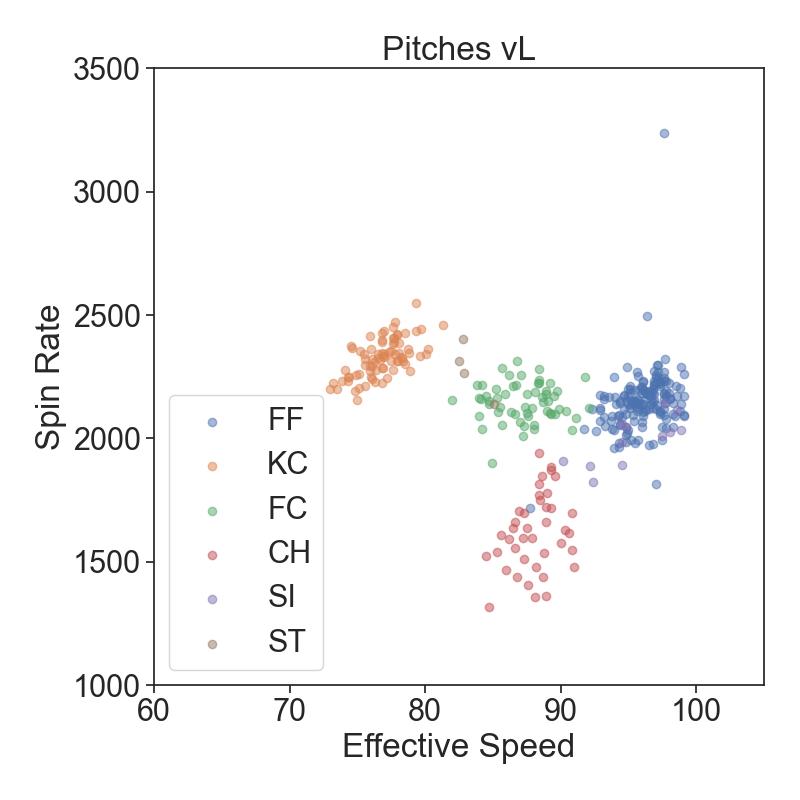 Pitches vL
Spin Rate
3500
3000
2500
2000
1500
1000
FF
KC
FC
CH
SI
ST
60 70 80 90 100
Effective Speed